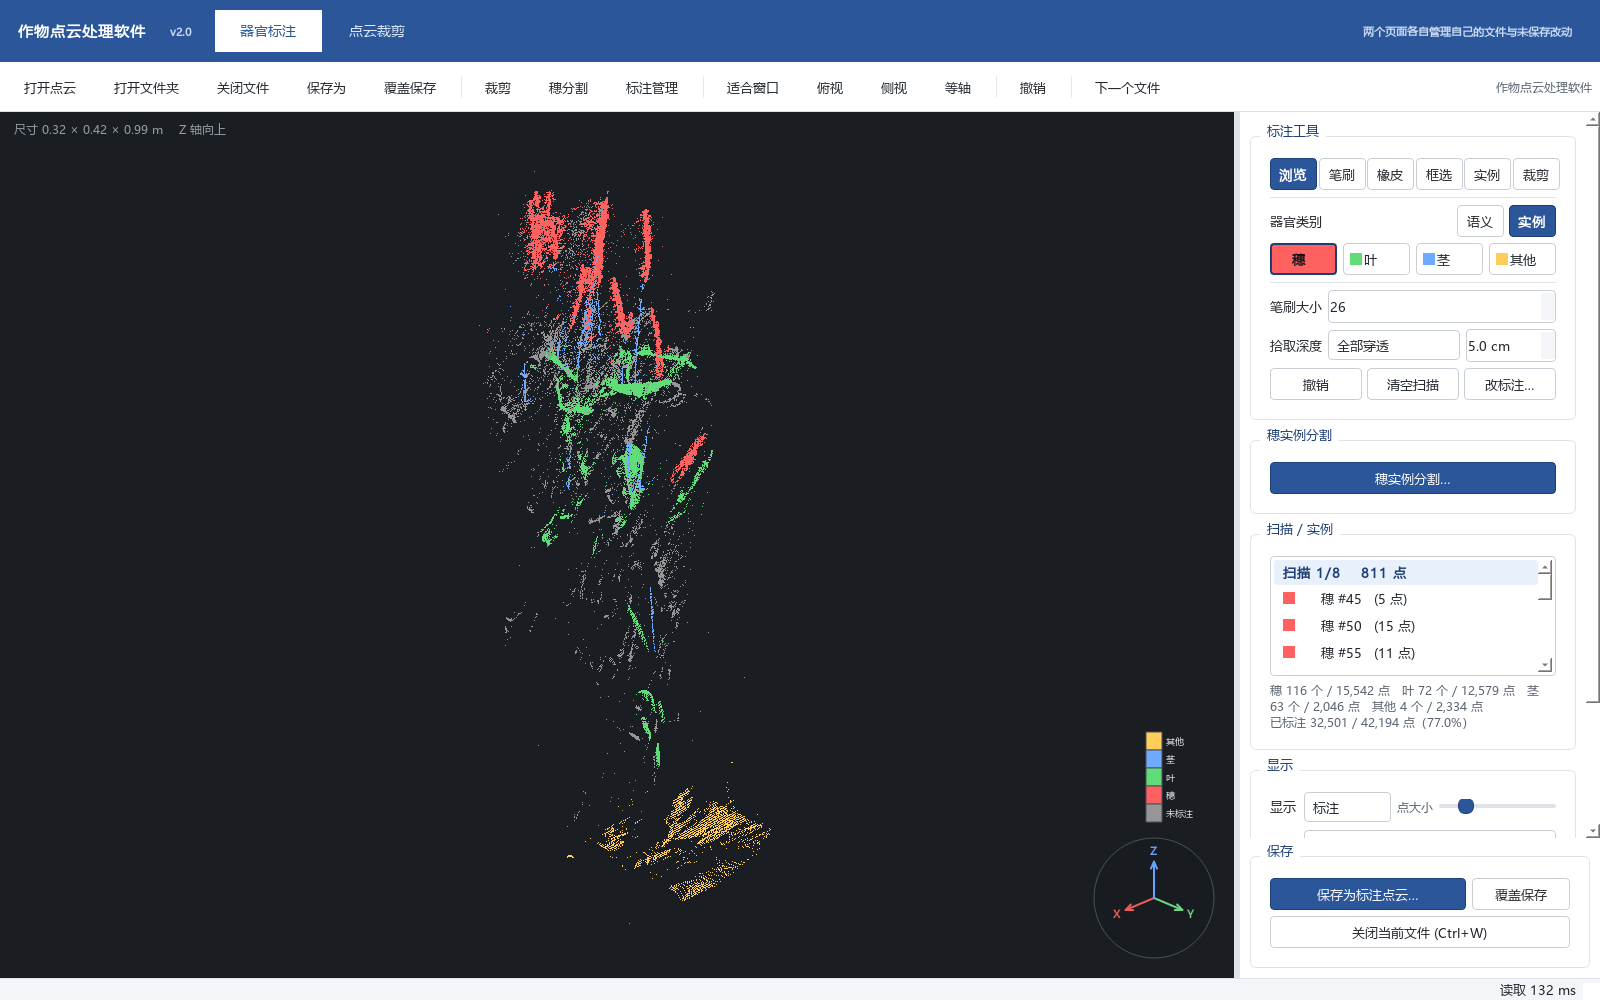 作物点云处理软件 v2.0 器官标注 点云裁剪 两个页面各自管理自己的文件与未保存改动
打开点云 打开文件夹 关闭文件 保存为 覆盖保存 裁剪 穗分割 标注管理 适合窗口 俯视 侧视 等轴 撤销 下一个文件 作物点云处理软件
尺寸 0.32 × 0.42 × 0.99 m Z 轴向上
其他
茎
叶
穗
未标注
Z
X
Y
标注工具
浏览 笔刷 橡皮 框选 实例 裁剪
器官类别 语义 实例
穗 叶 茎 其他
笔刷大小 26
拾取深度 全部穿透 5.0 cm
撤销 清空扫描 改标注...
穗实例分割
穗实例分割...
扫描 / 实例
扫描 1/8 811 点
穗 #45 (5 点)
穗 #50 (15 点)
穗 #55 (11 点)
穗 116 个 / 15,542 点 叶 72 个 / 12,579 点 茎
63 个 / 2,046 点 其他 4 个 / 2,334 点
已标注 32,501 / 42,194 点 (77.0%)
显示
显示 标注 点大小
保存
保存为标注点云... 覆盖保存
关闭当前文件 (Ctrl+W)
读取 132 ms